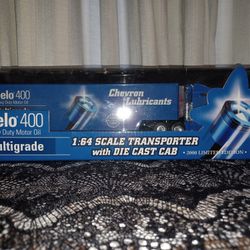 elo 400
Heavy Duty Motor Oil
Chevron
Lubricants
elo 400
y Duty Motor Oil
ultigrade
1:64 SCALE TRANSPORTER
with DIE CAST CAB
• 2000 LIMITED EDITION •